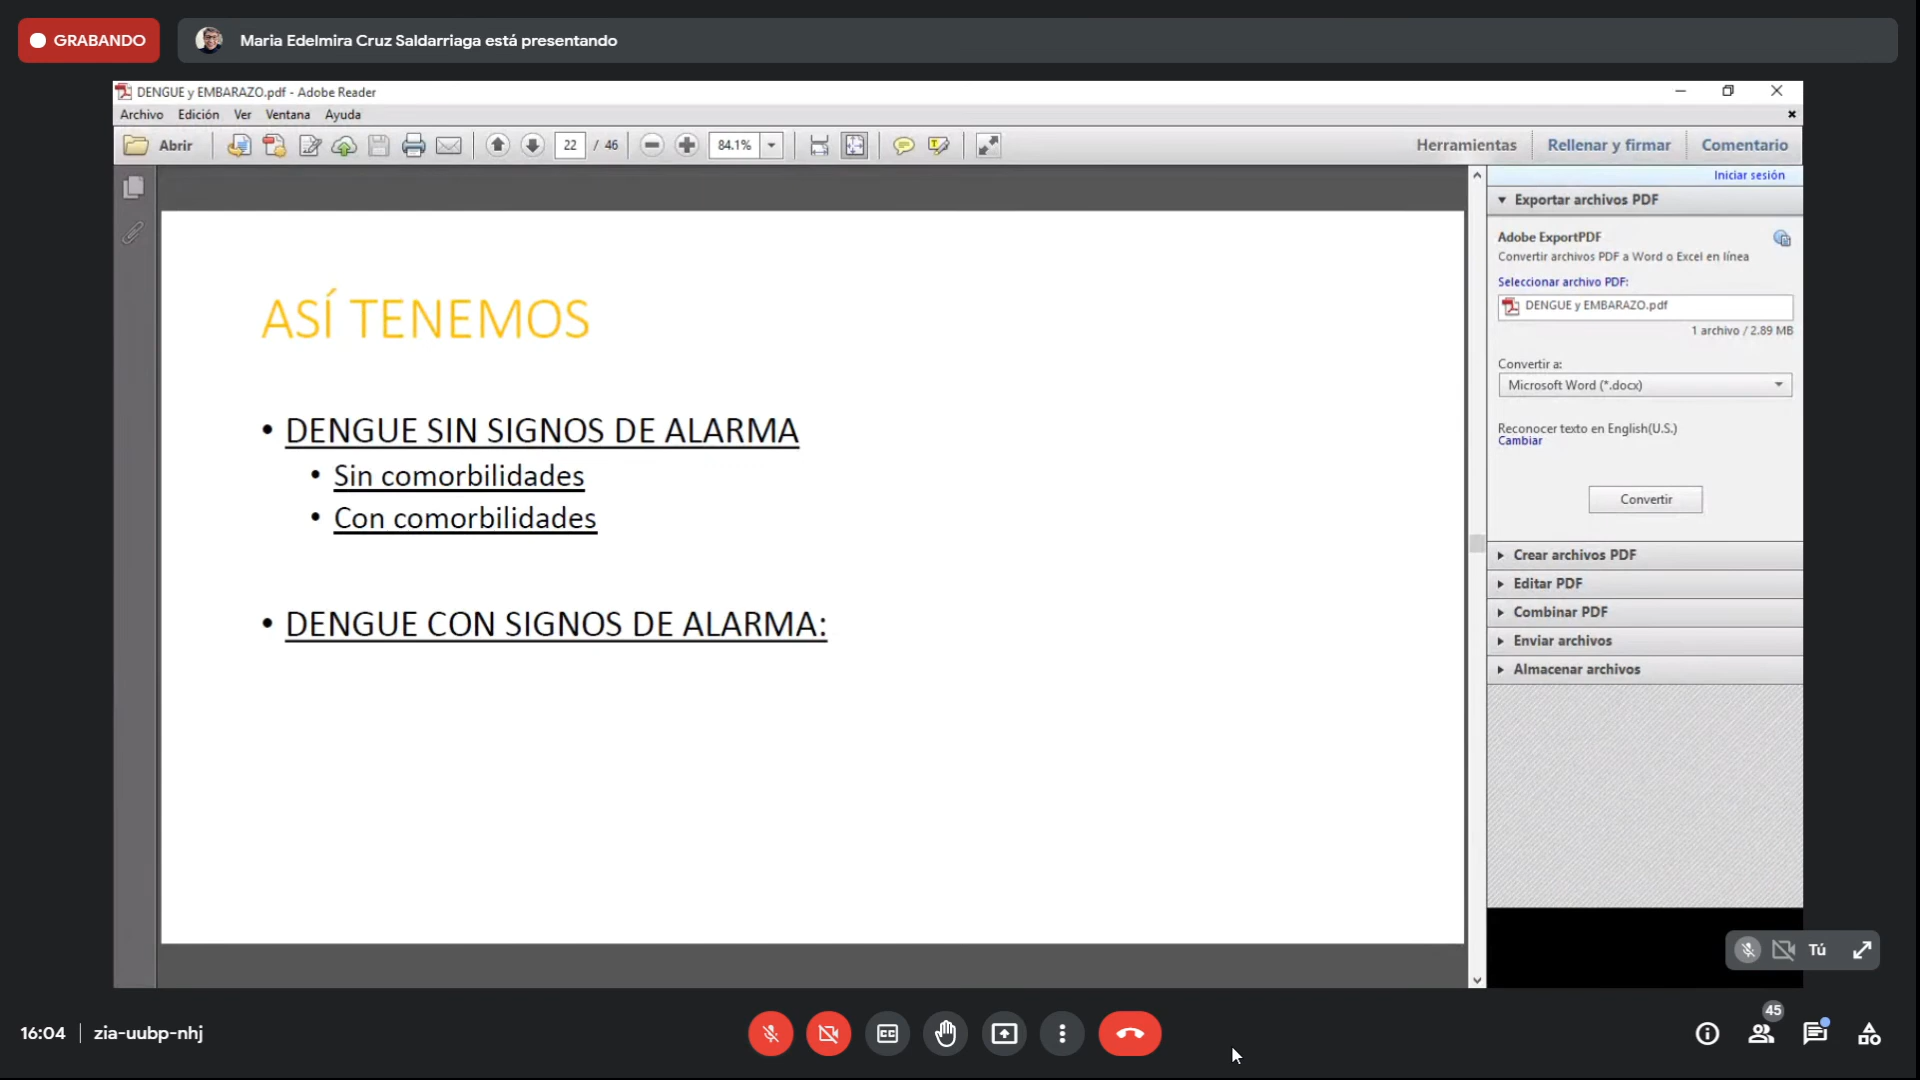 GRABANDO
Maria Edelmira Cruz Saldarriaga está presentando
DENGUE y EMBARAZO.pdf - Adobe Reader
Archivo Edición Ver Ventana Ayuda
Abrir 22 / 46 84.1% Herramientas Rellenar y firmar Comentario
Iniciar sesión
Exportar archivos PDF
Adobe ExportPDF
Convertir archivos PDF a Word o Excel en línea
Seleccionar archivo PDF:
DENGUE y EMBARAZO.pdf
1 archivo / 2.89 MB
Convertir a:
Microsoft Word (*.docx)
Reconocer texto en English(U.S.)
Cambiar
Convertir
Crear archivos PDF
Editar PDF
Combinar PDF
Enviar archivos
Almacenar archivos
ASÍ TENEMOS
• DENGUE SIN SIGNOS DE ALARMA
• Sin comorbilidades
• Con comorbilidades
• DENGUE CON SIGNOS DE ALARMA:
Tú
16:04 zia-uubp-nhj
CC
45